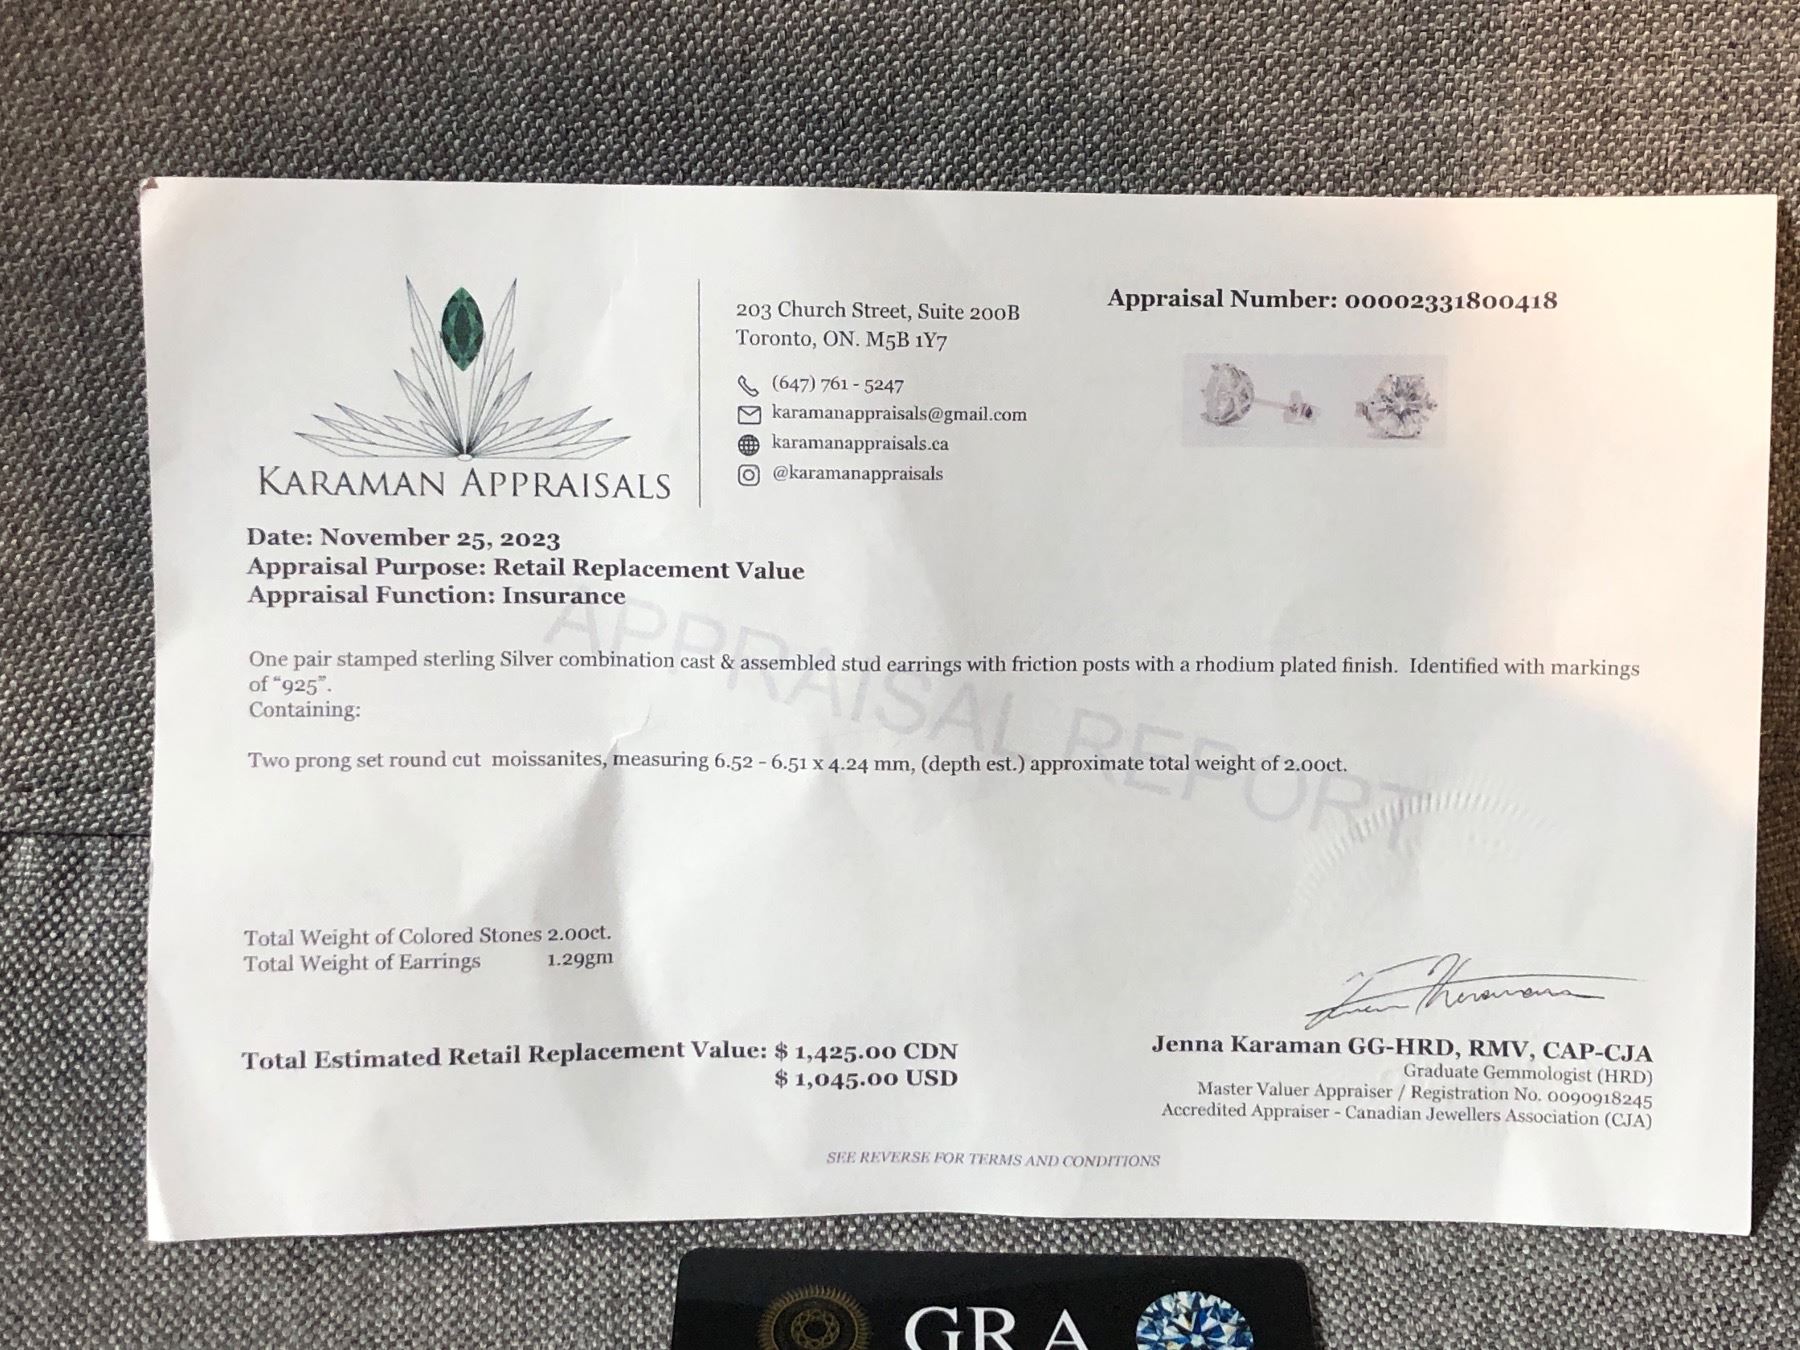 KARAMAN APPRAISALS
203 Church Street, Suite 200B
Toronto, ON. M5B 1Y7
(647) 761 - 5247
karamanappraisals@gmail.com
karamanappraisals.ca
@karamanappraisals
Appraisal Number: 00002331800418
Date: November 25, 2023
Appraisal Purpose: Retail Replacement Value
Appraisal Function: Insurance
APPRAISAL REPORT
One pair stamped sterling Silver combination cast & assembled stud earrings with friction posts with a rhodium plated finish. Identified with markings
of "925".
Containing:
Two prong set round cut moissanites, measuring 6.52 - 6.51 x 4.24 mm, (depth est.) approximate total weight of 2.00ct.
Total Weight of Colored Stones 2.00ct.
Total Weight of Earrings 1.29gm
Total Estimated Retail Replacement Value: $ 1,425.00 CDN
$ 1,045.00 USD
Jenna Karaman GG-HRD, RMV, CAP-CJA
Graduate Gemmologist (HRD)
Master Valuer Appraiser / Registration No. 0090918245
Accredited Appraiser - Canadian Jewellers Association (CJA)
SEE REVERSE FOR TERMS AND CONDITIONS
GRA